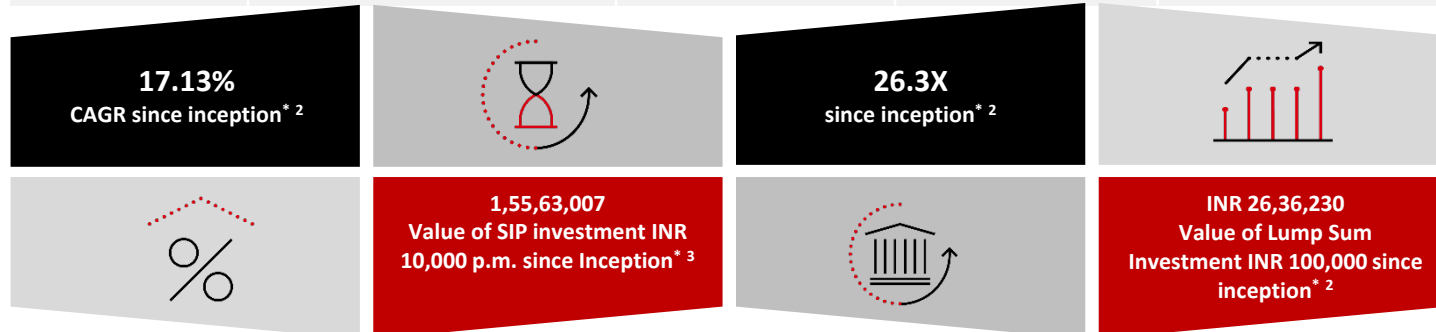 17.13%
CAGR since inception* 2
26.3X
since inception* 2
1,55,63,007
Value of SIP investment INR
10,000 p.m. since Inception* 3
INR 26,36,230
Value of Lump Sum
Investment INR 100,000 since
inception* 2